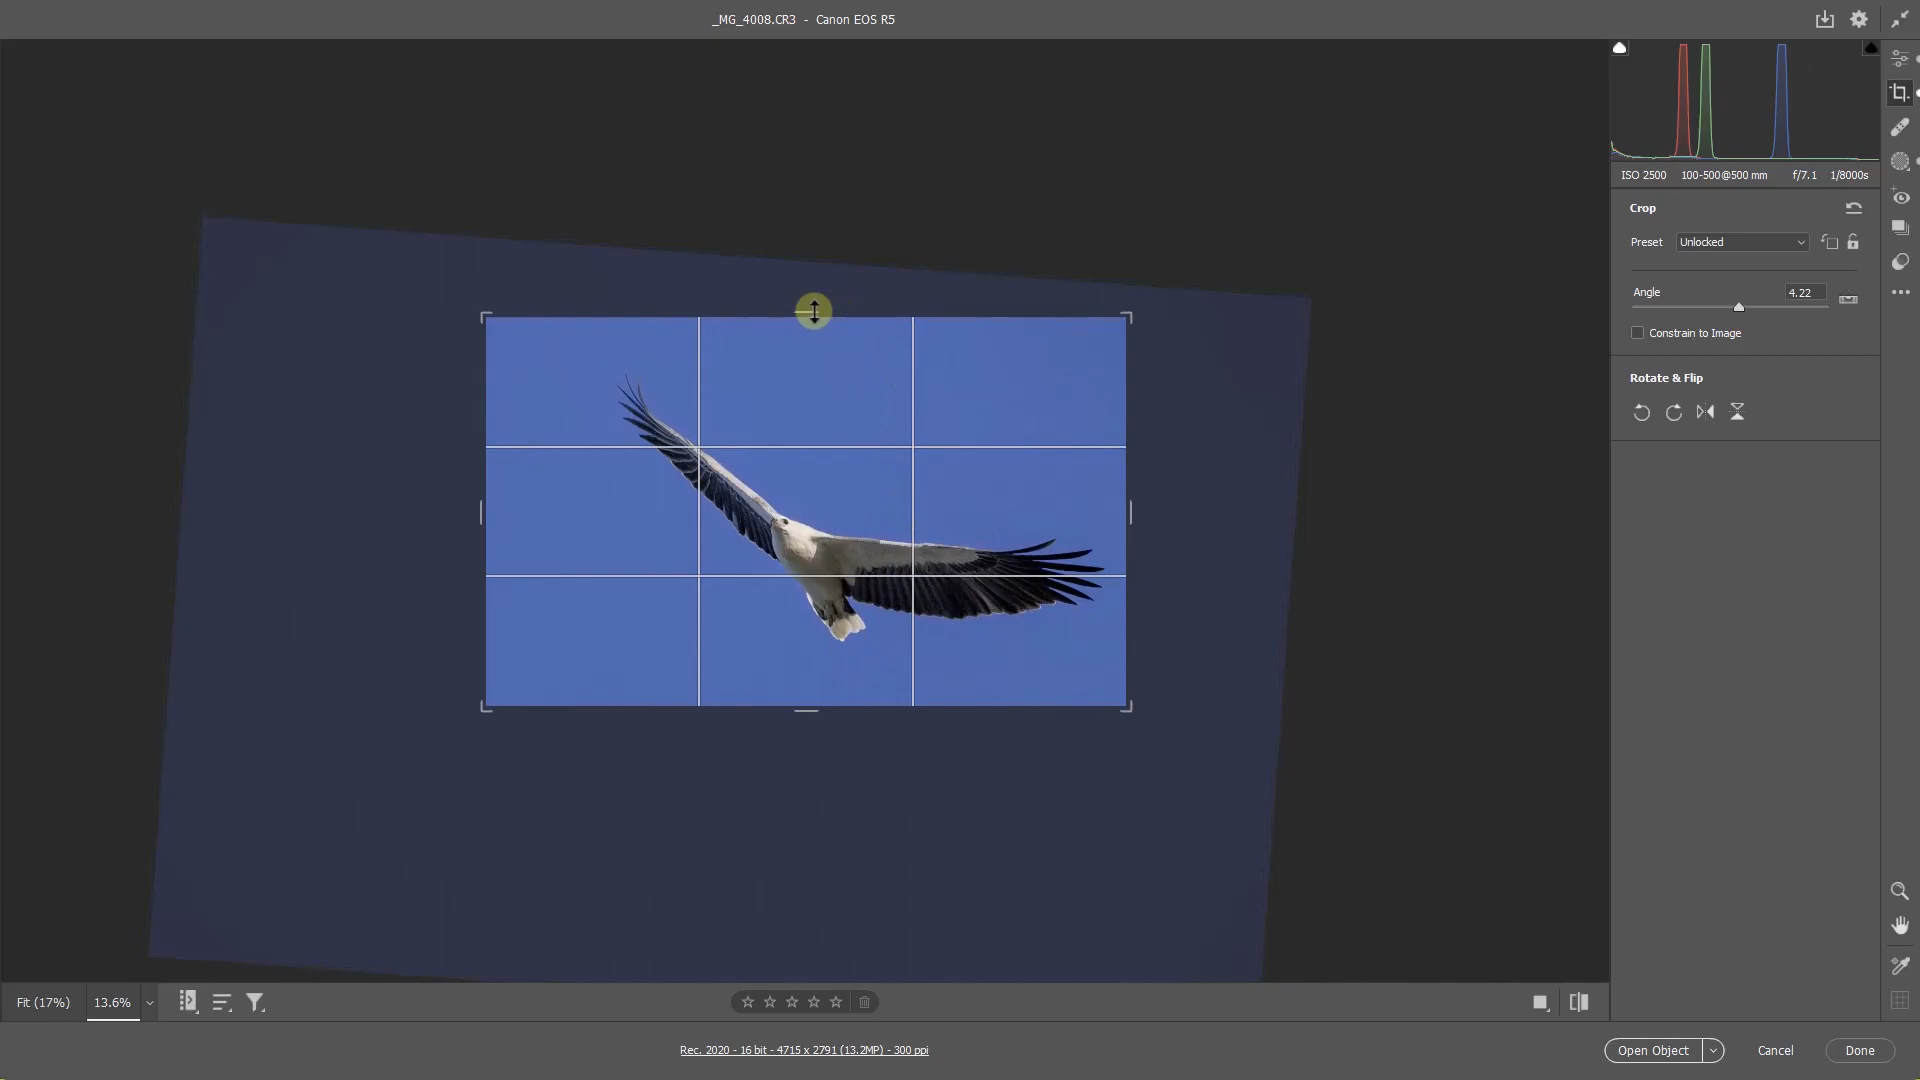 _MG_4008.CR3 - Canon EOS R5
ISO 2500 100-500@500 mm f/7.1 1/8000s
Crop
Preset Unlocked
Angle 4.22
Constrain to Image
Rotate & Flip
Fit (17%) 13.6%
Rec. 2020 - 16 bit - 4715 x 2791 (13.2MP) - 300 ppi
Open Object Cancel Done